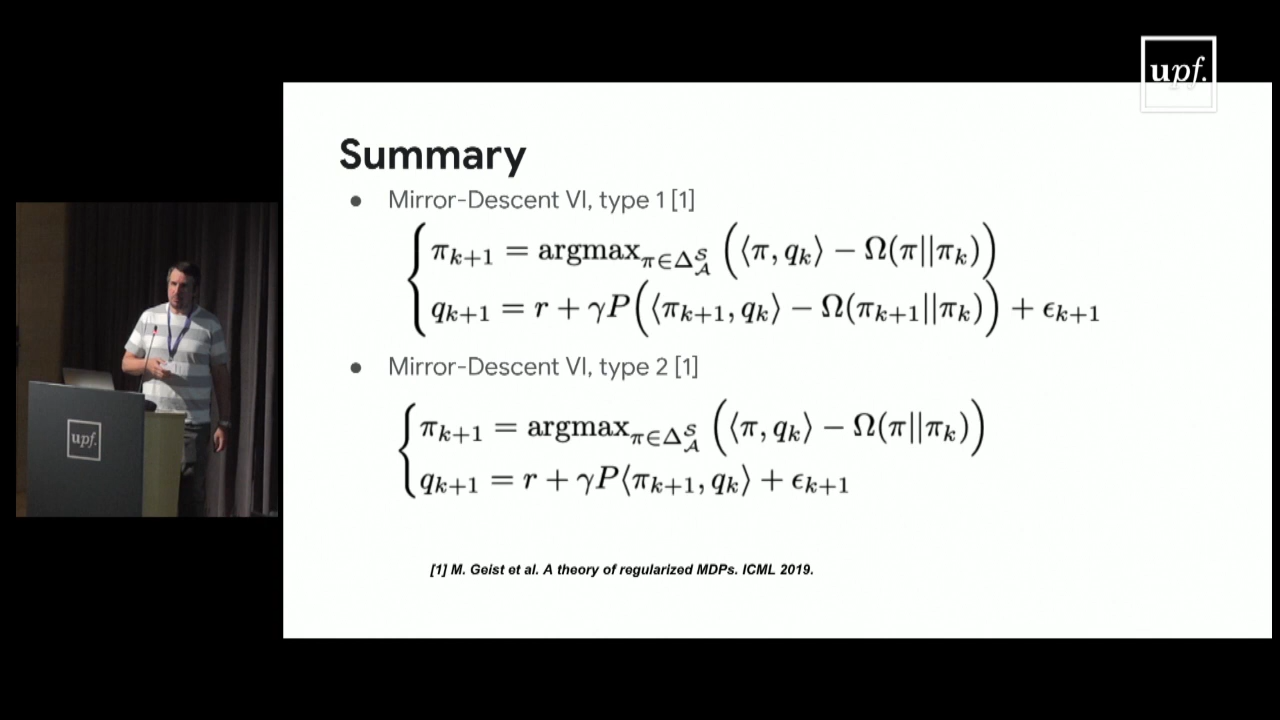 upf.
Summary
● Mirror-Descent VI, type 1 [1]
π_{k+1} = argmax_{π∈Δ_𝒜^𝒮} (⟨π, q_k⟩ − Ω(π||π_k))
q_{k+1} = r + γP(⟨π_{k+1}, q_k⟩ − Ω(π_{k+1}||π_k)) + ϵ_{k+1}
● Mirror-Descent VI, type 2 [1]
π_{k+1} = argmax_{π∈Δ_𝒜^𝒮} (⟨π, q_k⟩ − Ω(π||π_k))
q_{k+1} = r + γP⟨π_{k+1}, q_k⟩ + ϵ_{k+1}
[1] M. Geist et al. A theory of regularized MDPs. ICML 2019.
upf.